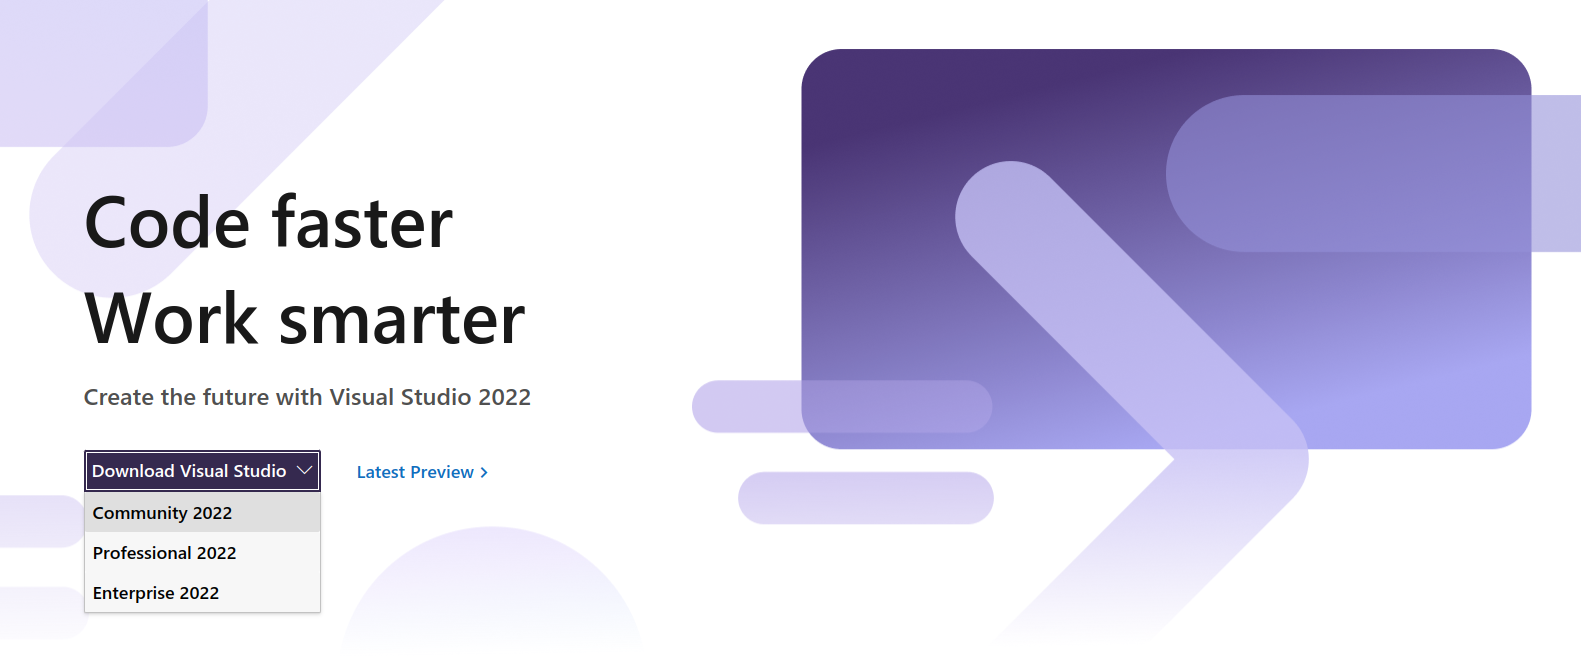 Code faster
Work smarter
Create the future with Visual Studio 2022
Download Visual Studio
Latest Preview
Community 2022
Professional 2022
Enterprise 2022